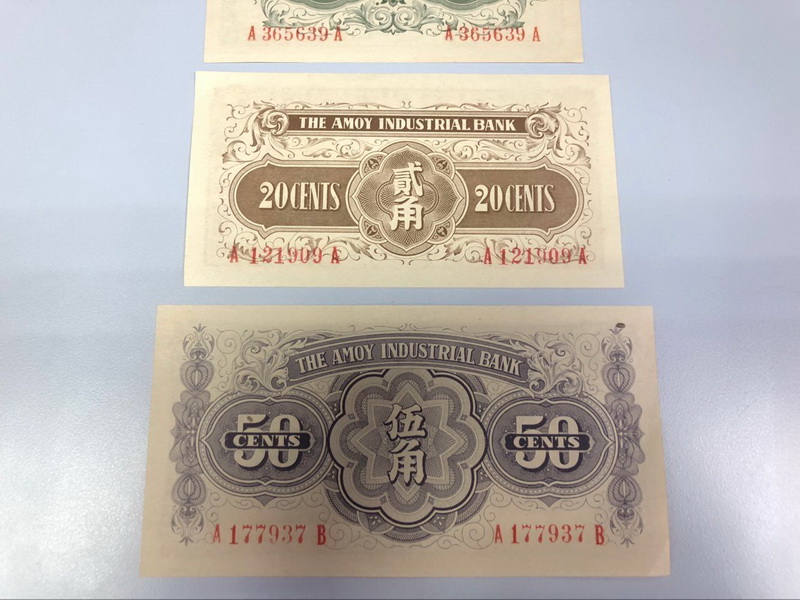 A 365639 A A 365639 A
THE AMOY INDUSTRIAL BANK
20 CENTS 貳角 20 CENTS
A 121909 A A 121909 A
THE AMOY INDUSTRIAL BANK
50 CENTS 伍角 50 CENTS
A 177937 B A 177937 B